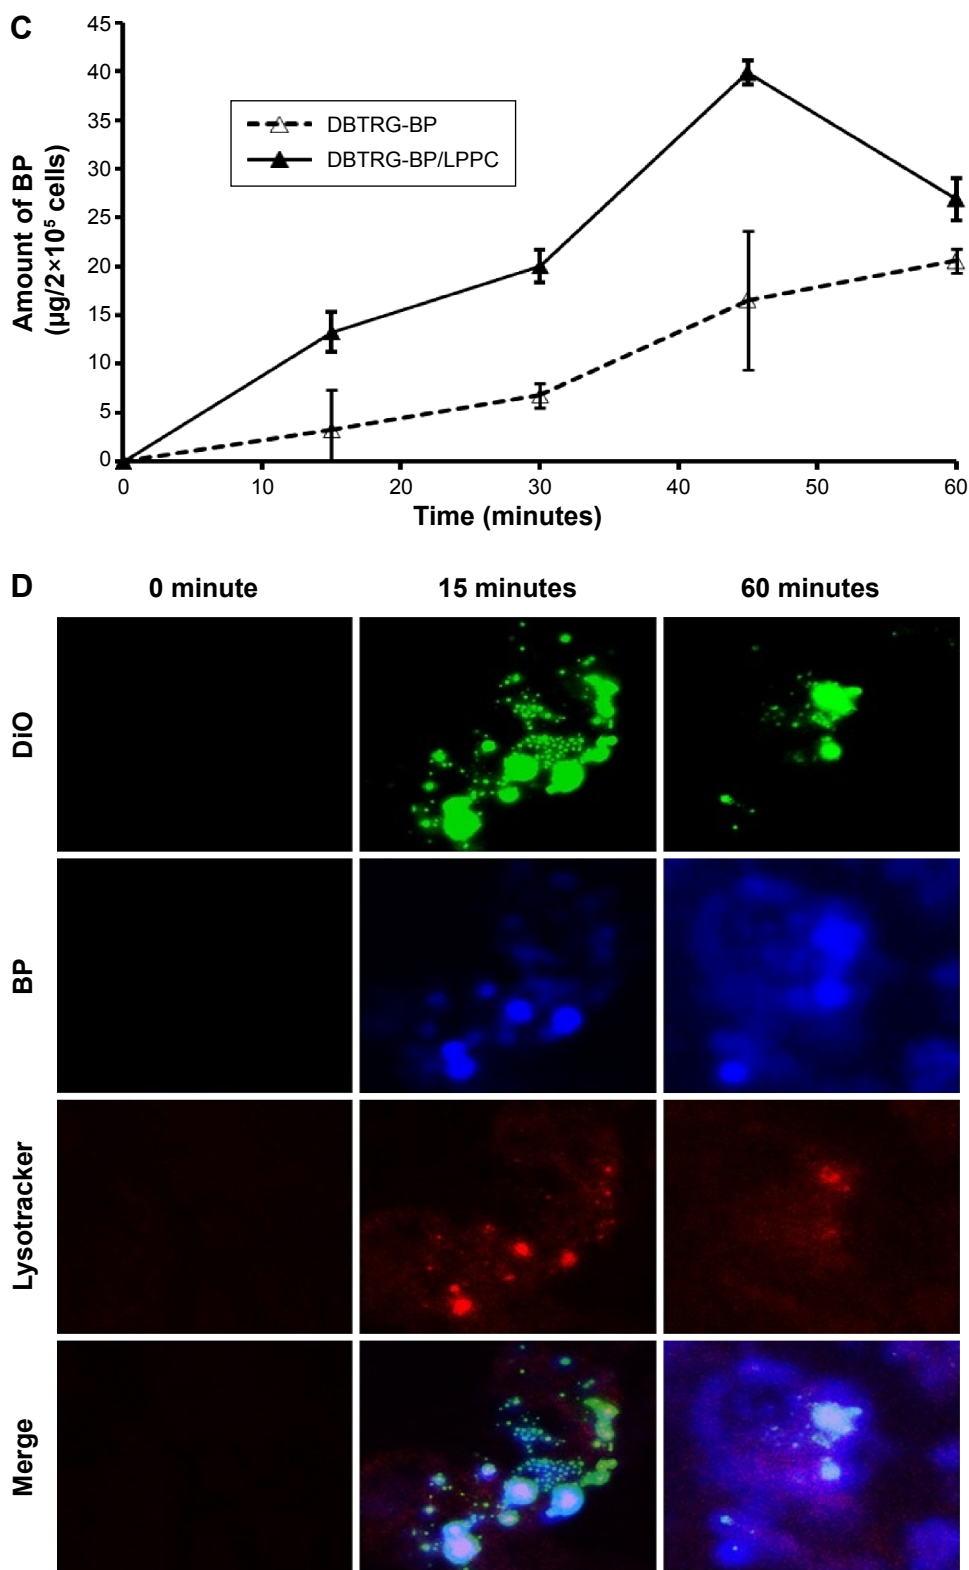 C
45
40
35
30
25
20
15
10
5
0
Amount of BP
(µg/2×10⁵ cells)
DBTRG-BP
DBTRG-BP/LPPC
0 10 20 30 40 50 60
Time (minutes)
D
0 minute 15 minutes 60 minutes
DiO
BP
Lysotracker
Merge